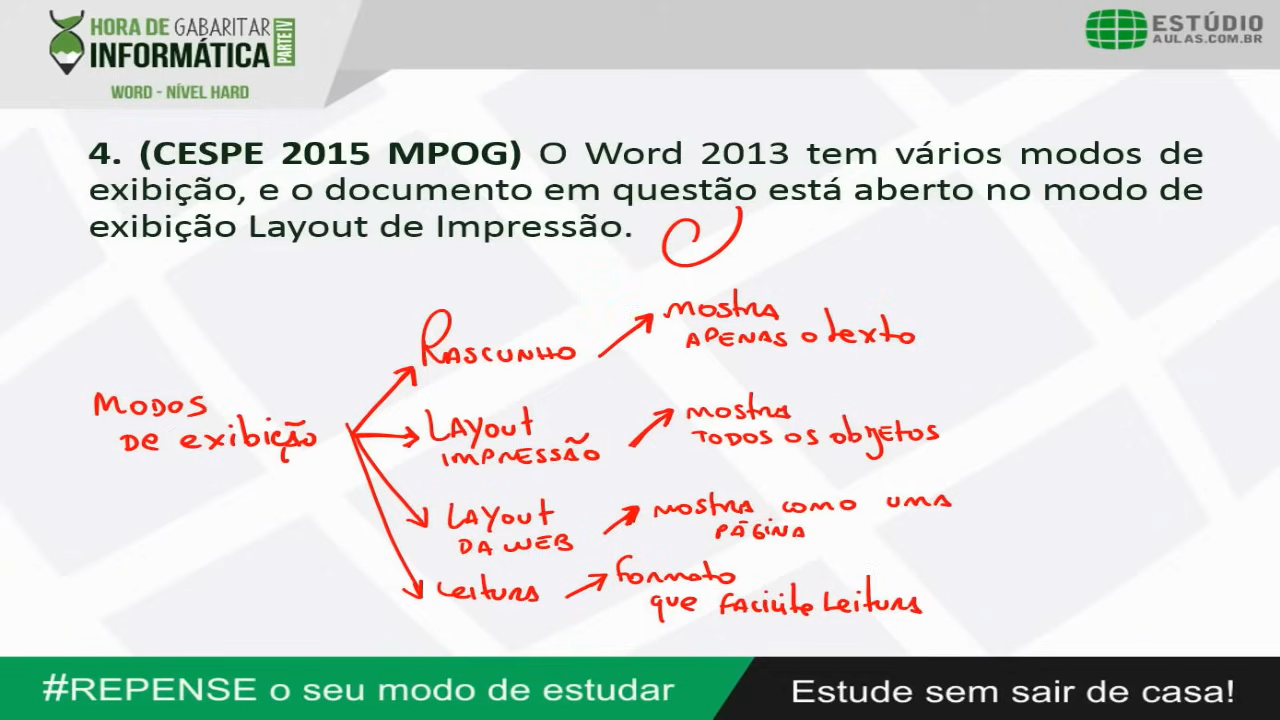 HORA DE GABARITAR
INFORMÁTICA
PARTE IV
WORD - NÍVEL HARD
ESTÚDIO
AULAS.COM.BR
4. (CESPE 2015 MPOG) O Word 2013 tem vários modos de
exibição, e o documento em questão está aberto no modo de
exibição Layout de Impressão.
C
MODOS
DE exibição
RASCUNHO
mostra
APENAS o texto
LAYout
IMPRESSÃO
mostra
TODOS OS objetos
LAYout
DA WEB
mostra como uma
PÁGINA
Leitura
formato
que facilite Leitura
#REPENSE o seu modo de estudar
Estude sem sair de casa!